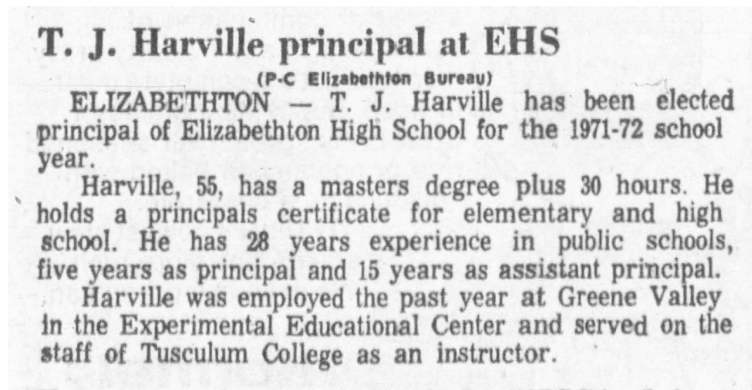 T. J. Harville principal at EHS
(P-C Elizabethton Bureau)
ELIZABETHTON — T. J. Harville has been elected
principal of Elizabethton High School for the 1971-72 school
year.
Harville, 55, has a masters degree plus 30 hours. He
holds a principals certificate for elementary and high
school. He has 28 years experience in public schools,
five years as principal and 15 years as assistant principal.
Harville was employed the past year at Greene Valley
in the Experimental Educational Center and served on the
staff of Tusculum College as an instructor.